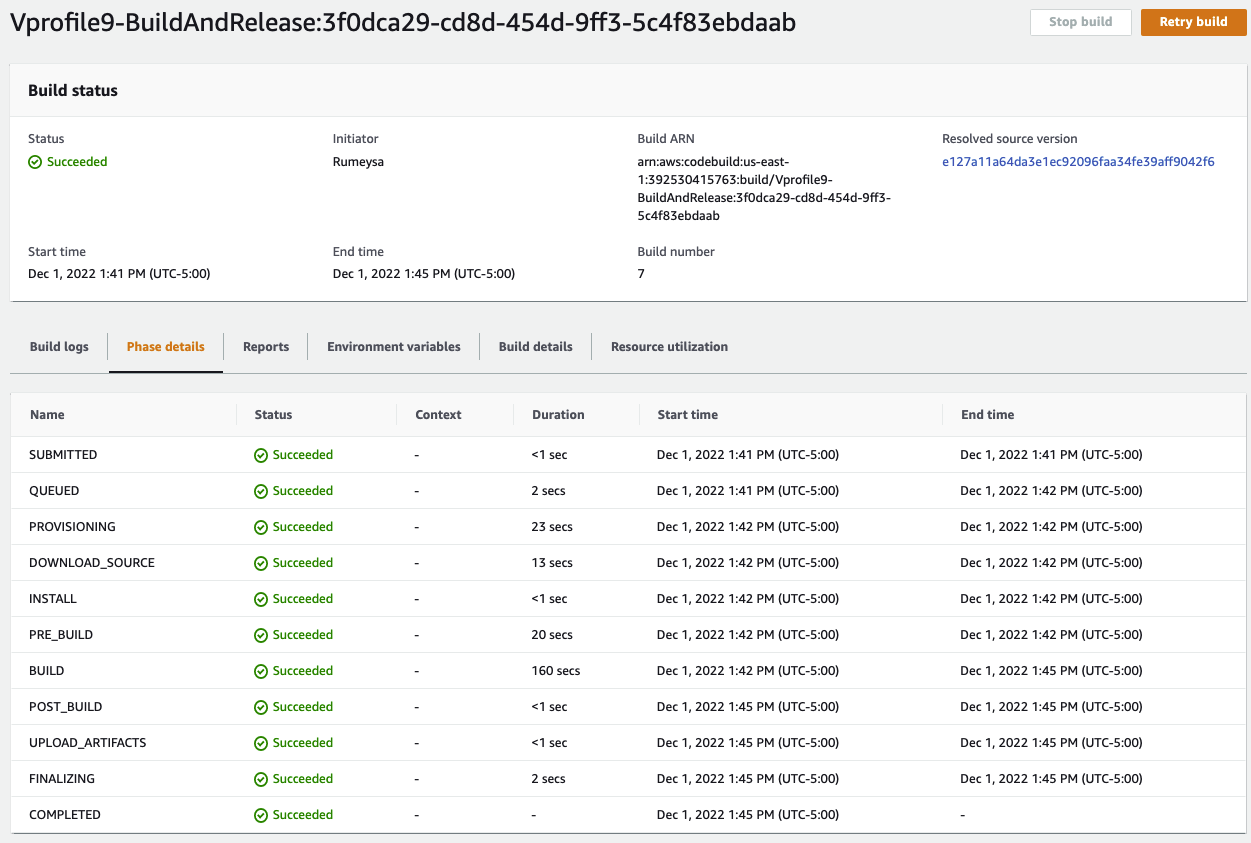 Vprofile9-BuildAndRelease:3f0dca29-cd8d-454d-9ff3-5c4f83ebdaab
Stop build
Retry build
Build status
Status
Succeeded
Initiator
Rumeysa
Build ARN
arn:aws:codebuild:us-east-
1:392530415763:build/Vprofile9-
BuildAndRelease:3f0dca29-cd8d-454d-9ff3-
5c4f83ebdaab
Resolved source version
e127a11a64da3e1ec92096faa34fe39aff9042f6
Start time
Dec 1, 2022 1:41 PM (UTC-5:00)
End time
Dec 1, 2022 1:45 PM (UTC-5:00)
Build number
7
Build logs Phase details Reports Environment variables Build details Resource utilization
Name Status Context Duration Start time End time
SUBMITTED Succeeded - <1 sec Dec 1, 2022 1:41 PM (UTC-5:00) Dec 1, 2022 1:41 PM (UTC-5:00)
QUEUED Succeeded - 2 secs Dec 1, 2022 1:41 PM (UTC-5:00) Dec 1, 2022 1:42 PM (UTC-5:00)
PROVISIONING Succeeded - 23 secs Dec 1, 2022 1:42 PM (UTC-5:00) Dec 1, 2022 1:42 PM (UTC-5:00)
DOWNLOAD_SOURCE Succeeded - 13 secs Dec 1, 2022 1:42 PM (UTC-5:00) Dec 1, 2022 1:42 PM (UTC-5:00)
INSTALL Succeeded - <1 sec Dec 1, 2022 1:42 PM (UTC-5:00) Dec 1, 2022 1:42 PM (UTC-5:00)
PRE_BUILD Succeeded - 20 secs Dec 1, 2022 1:42 PM (UTC-5:00) Dec 1, 2022 1:42 PM (UTC-5:00)
BUILD Succeeded - 160 secs Dec 1, 2022 1:42 PM (UTC-5:00) Dec 1, 2022 1:45 PM (UTC-5:00)
POST_BUILD Succeeded - <1 sec Dec 1, 2022 1:45 PM (UTC-5:00) Dec 1, 2022 1:45 PM (UTC-5:00)
UPLOAD_ARTIFACTS Succeeded - <1 sec Dec 1, 2022 1:45 PM (UTC-5:00) Dec 1, 2022 1:45 PM (UTC-5:00)
FINALIZING Succeeded - 2 secs Dec 1, 2022 1:45 PM (UTC-5:00) Dec 1, 2022 1:45 PM (UTC-5:00)
COMPLETED Succeeded - - Dec 1, 2022 1:45 PM (UTC-5:00) -